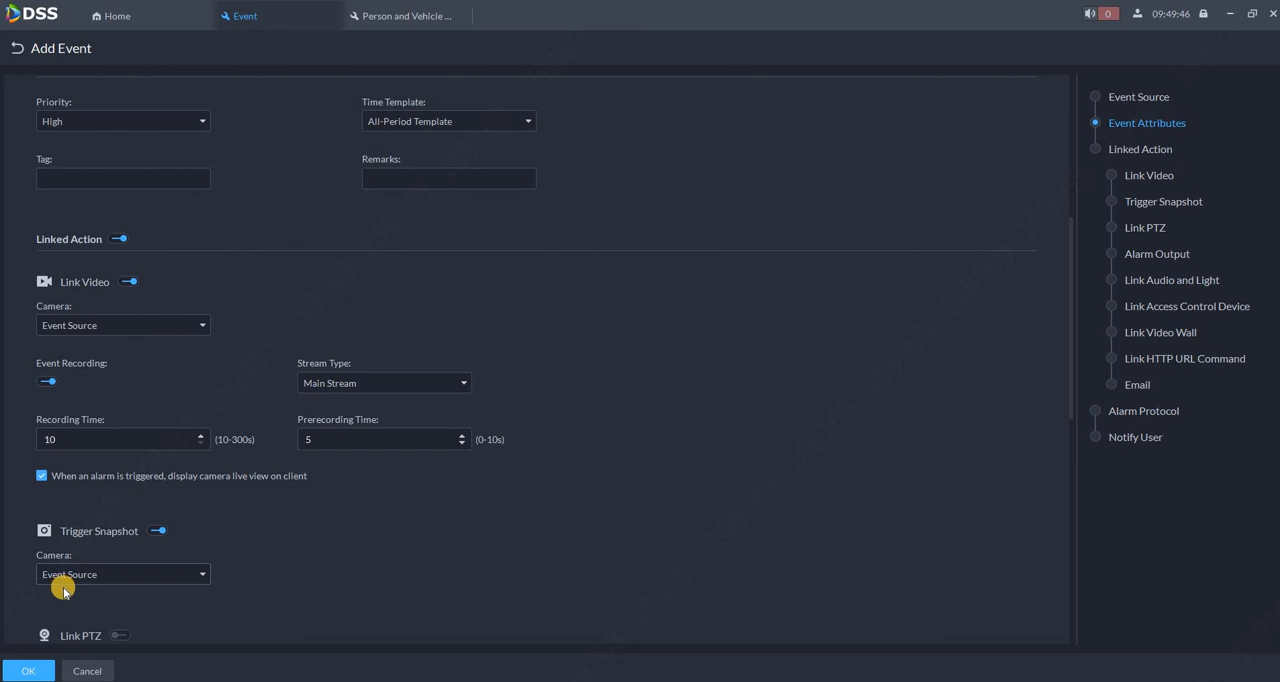 DSS Home Event Person and Vehicle ... 0 09:49:46
Add Event
Priority: Time Template:
High All-Period Template
Tag: Remarks:
Linked Action
Link Video
Camera:
Event Source
Event Recording: Stream Type:
Main Stream
Recording Time: Prerecording Time:
10 (10-300s) 5 (0-10s)
When an alarm is triggered, display camera live view on client
Trigger Snapshot
Camera:
Event Source
Link PTZ
OK Cancel
Event Source
Event Attributes
Linked Action
Link Video
Trigger Snapshot
Link PTZ
Alarm Output
Link Audio and Light
Link Access Control Device
Link Video Wall
Link HTTP URL Command
Email
Alarm Protocol
Notify User